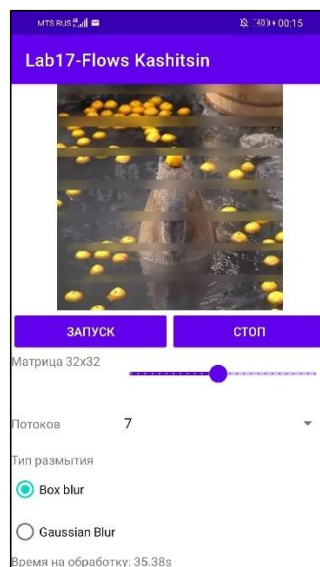 MTS RUS 00:15
Lab17-Flows Kashitsin
ЗАПУСК СТОП
Матрица 32x32
Потоков 7
Тип размытия
Box blur
Gaussian Blur
Время на обработку: 35.38s